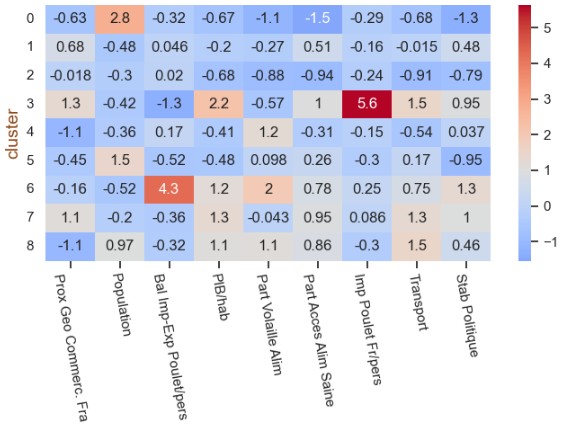 0 -0.63 2.8 -0.32 -0.67 -1.1 -1.5 -0.29 -0.68 -1.3
1 0.68 -0.48 0.046 -0.2 -0.27 0.51 -0.16 -0.015 0.48
2 -0.018 -0.3 0.02 -0.68 -0.88 -0.94 -0.24 -0.91 -0.79
3 1.3 -0.42 -1.3 2.2 -0.57 1 5.6 1.5 0.95
4 -1.1 -0.36 0.17 -0.41 1.2 -0.31 -0.15 -0.54 0.037
5 -0.45 1.5 -0.52 -0.48 0.098 0.26 -0.3 0.17 -0.95
6 -0.16 -0.52 4.3 1.2 2 0.78 0.25 0.75 1.3
7 1.1 -0.2 -0.36 1.3 -0.043 0.95 0.086 1.3 1
8 -1.1 0.97 -0.32 1.1 1.1 0.86 -0.3 1.5 0.46
cluster
Prox Geo Commerc. Fra
Population
Bal Imp-Exp Poulet/pers
PIB/hab
Part Volaille Alim
Part Acces Alim Saine
Imp Poulet Fr/pers
Transport
Stab Politique
5
4
3
2
1
0
−1